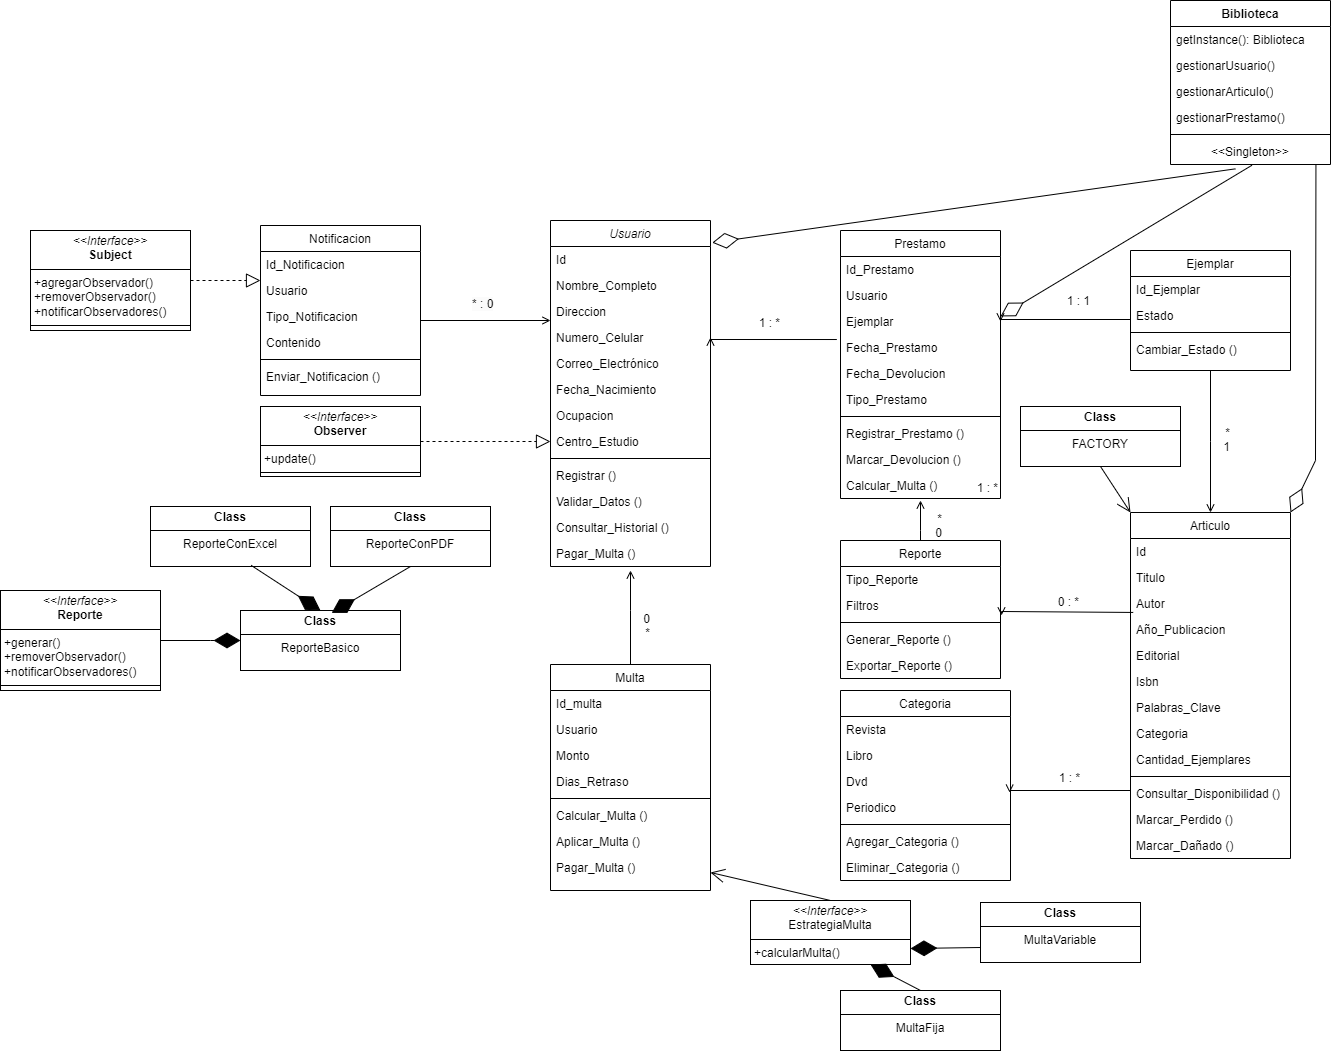 Biblioteca
getInstance(): Biblioteca
gestionarUsuario()
gestionarArticulo()
gestionarPrestamo()
<<Singleton>>
<<Interface>>
Subject
+agregarObservador()
+removerObservador()
+notificarObservadores()
Notificacion
Id_Notificacion
Usuario
Tipo_Notificacion
Contenido
Enviar_Notificacion ()
* : 0
<<Interface>>
Observer
+update()
Usuario
Id
Nombre_Completo
Direccion
Numero_Celular
Correo_Electrónico
Fecha_Nacimiento
Ocupacion
Centro_Estudio
Registrar ()
Validar_Datos ()
Consultar_Historial ()
Pagar_Multa ()
1 : *
Prestamo
Id_Prestamo
Usuario
Ejemplar
Fecha_Prestamo
Fecha_Devolucion
Tipo_Prestamo
Registrar_Prestamo ()
Marcar_Devolucion ()
Calcular_Multa ()
1 : *
1 : 1
Ejemplar
Id_Ejemplar
Estado
Cambiar_Estado ()
*
1
Class
FACTORY
Class
ReporteConExcel
Class
ReporteConPDF
<<Interface>>
Reporte
+generar()
+removerObservador()
+notificarObservadores()
Class
ReporteBasico
*
0
Reporte
Tipo_Reporte
Filtros
Generar_Reporte ()
Exportar_Reporte ()
0 : *
Articulo
Id
Titulo
Autor
Año_Publicacion
Editorial
Isbn
Palabras_Clave
Categoria
Cantidad_Ejemplares
Consultar_Disponibilidad ()
Marcar_Perdido ()
Marcar_Dañado ()
0
*
Multa
Id_multa
Usuario
Monto
Dias_Retraso
Calcular_Multa ()
Aplicar_Multa ()
Pagar_Multa ()
Categoria
Revista
Libro
Dvd
Periodico
Agregar_Categoria ()
Eliminar_Categoria ()
1 : *
<<Interface>>
EstrategiaMulta
+calcularMulta()
Class
MultaVariable
Class
MultaFija